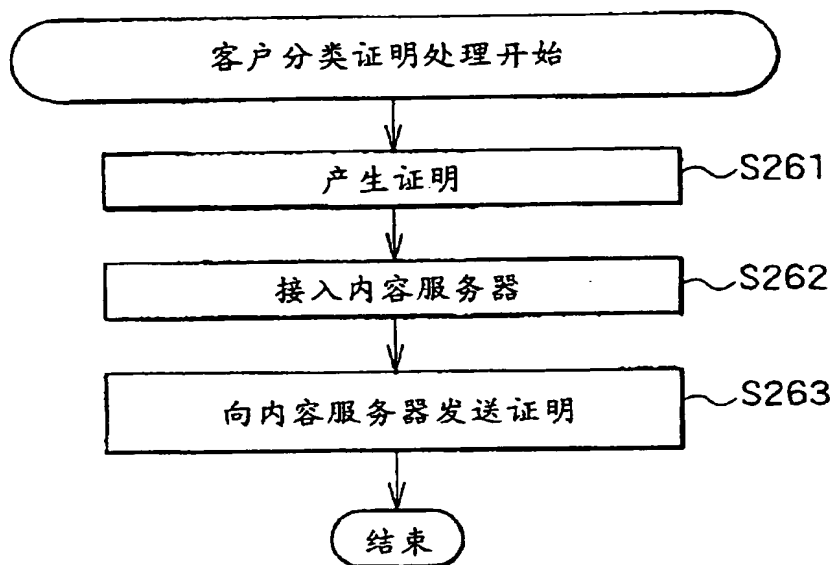 客户分类证明处理开始
产生证明
S261
接入内容服务器
S262
向内容服务器发送证明
S263
结束